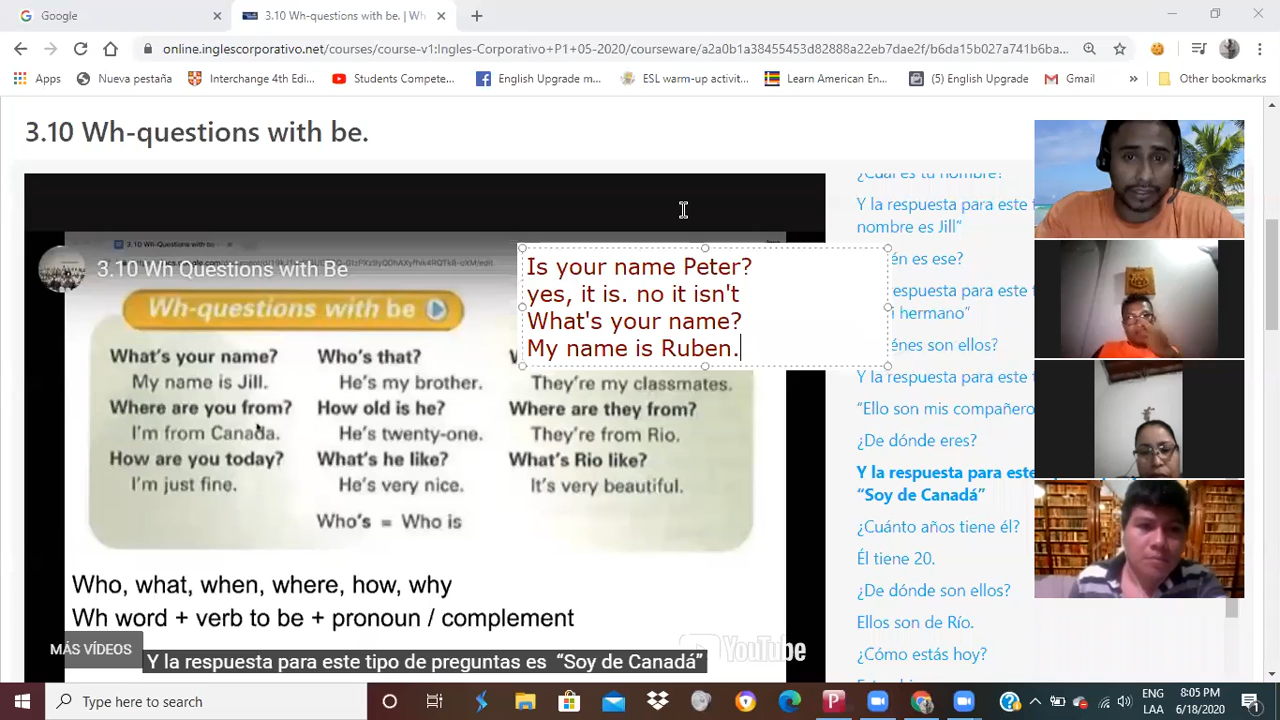 Google
3.10 Wh-questions with be. | Wh
online.inglescorporativo.net/courses/course-v1:Ingles-Corporativo+P1+05-2020/courseware/a2a0b1a38455453d82888a22eb7dae2f/b6da15b027a741b6ba...
Apps
Nueva pestaña
Interchange 4th Edi...
Students Compete...
English Upgrade m...
ESL warm-up activit...
Learn American En...
(5) English Upgrade
Gmail
Other bookmarks
3.10 Wh-questions with be.
3.10 Wh-Questions with be
3.10 Wh Questions with Be
Wh-questions with be
What's your name?
My name is Jill.
Where are you from?
I'm from Canada.
How are you today?
I'm just fine.
Who's that?
He's my brother.
How old is he?
He's twenty-one.
What's he like?
He's very nice.
Who's = Who is
They're my classmates.
Where are they from?
They're from Rio.
What's Rio like?
It's very beautiful.
Is your name Peter?
yes, it is. no it isn't
What's your name?
My name is Ruben.
Who, what, when, where, how, why
Wh word + verb to be + pronoun / complement
MÁS VÍDEOS
Y la respuesta para este tipo de preguntas es “Soy de Canadá”
YouTube
¿Cuál es tu nombre?
Y la respuesta para este
nombre es Jill”
én es ese?
la respuesta para este
i hermano”
énes son ellos?
Y la respuesta para este
“Ello son mis compañero
¿De dónde eres?
Y la respuesta para este
“Soy de Canadá”
¿Cuánto años tiene él?
Él tiene 20.
¿De dónde son ellos?
Ellos son de Río.
¿Cómo estás hoy?
Type here to search
ENG
LAA
8:05 PM
6/18/2020